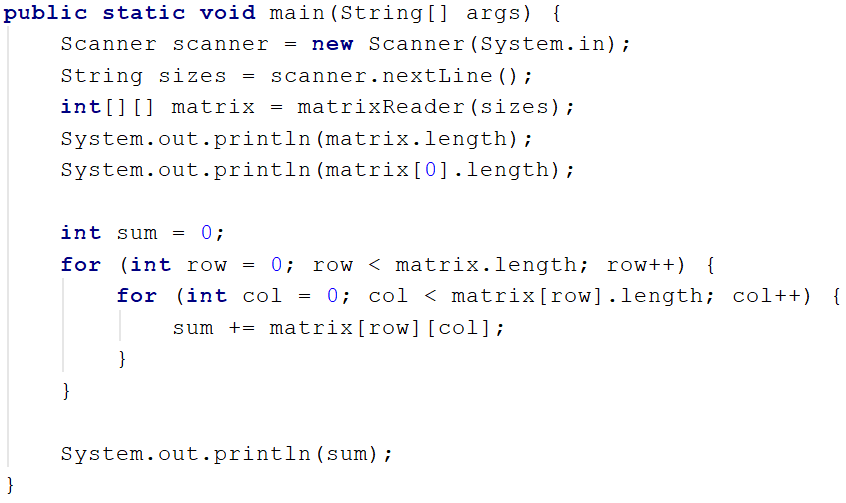 public static void main(String[] args) {
    Scanner scanner = new Scanner(System.in);
    String sizes = scanner.nextLine();
    int[][] matrix = matrixReader(sizes);
    System.out.println(matrix.length);
    System.out.println(matrix[0].length);

    int sum = 0;
    for (int row = 0; row < matrix.length; row++) {
        for (int col = 0; col < matrix[row].length; col++) {
            sum += matrix[row][col];
        }
    }

    System.out.println(sum);
}